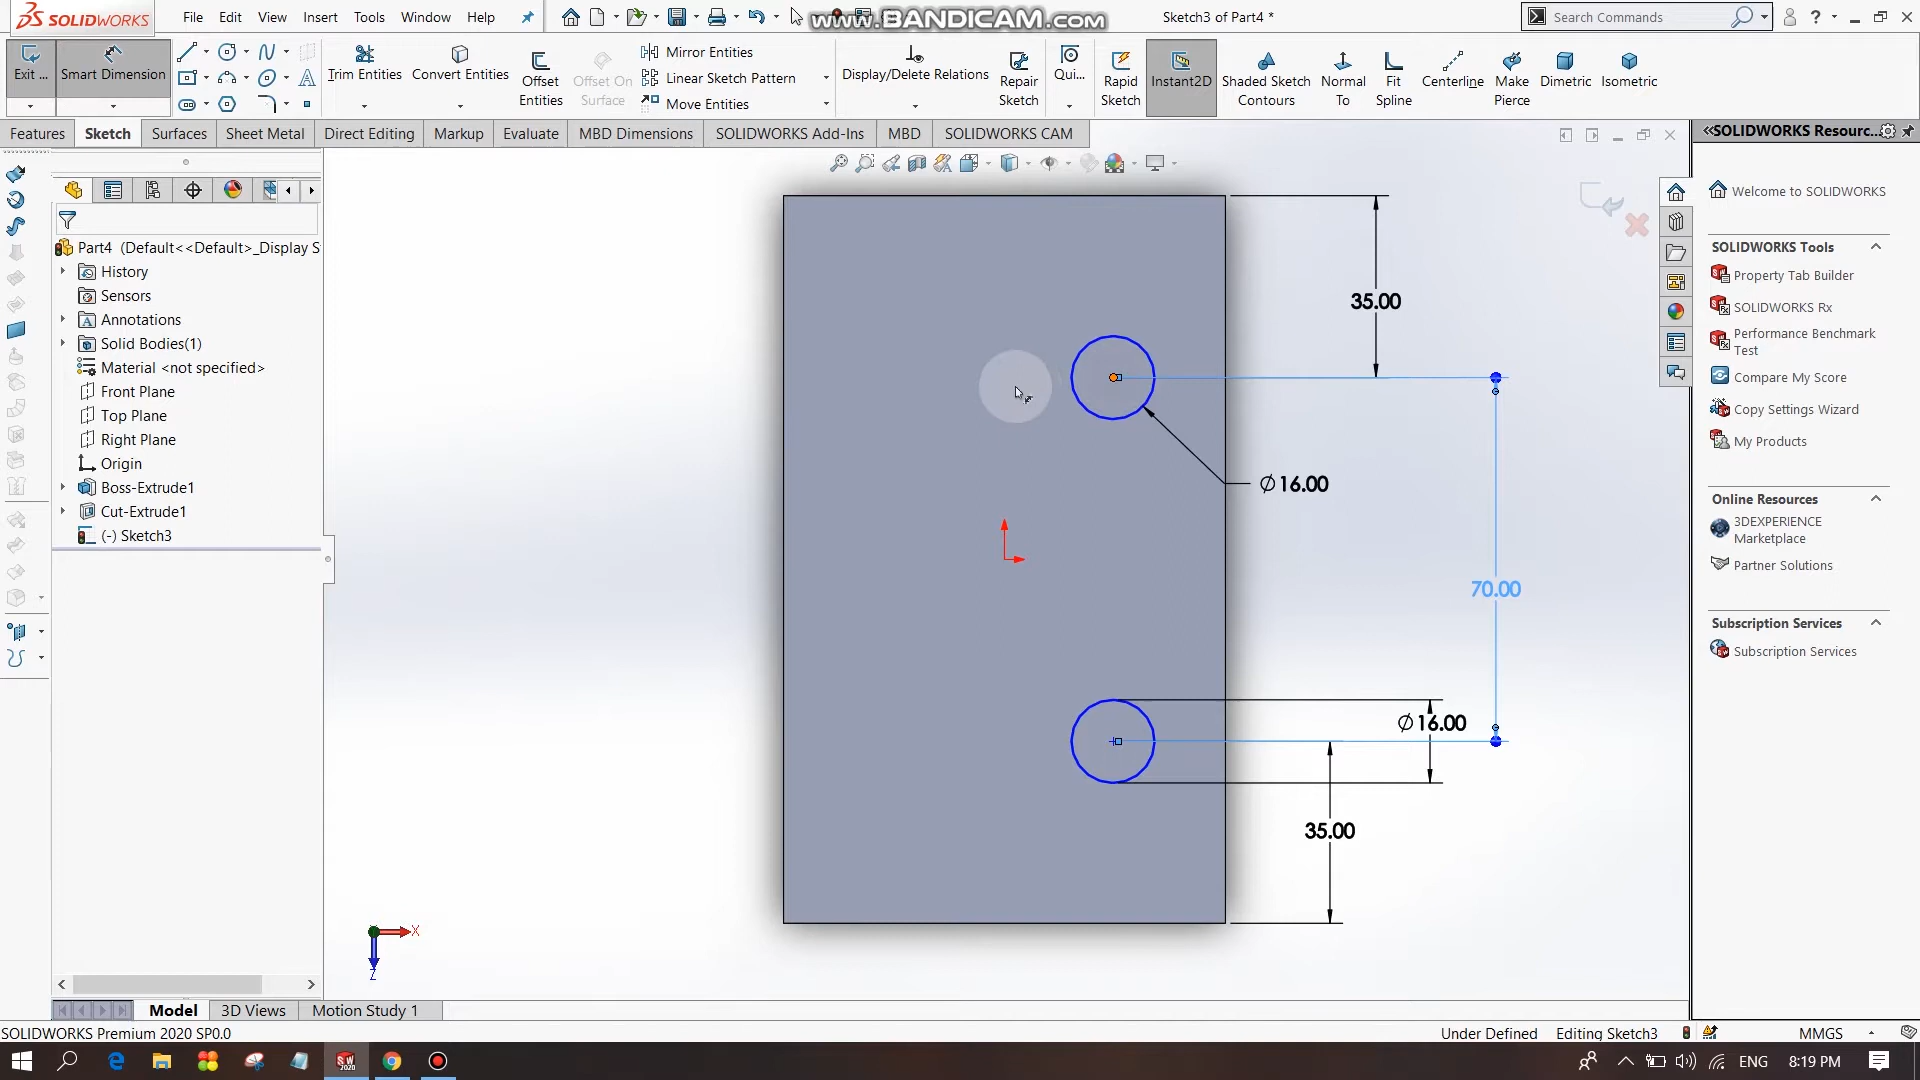 SOLIDWORKS
File Edit View Insert Tools Window Help
www.BANDICAM.com
Sketch3 of Part4 *
Search Commands
Exit ...
Smart Dimension
Trim Entities
Convert Entities
Offset Entities
Offset On Surface
Mirror Entities
Linear Sketch Pattern
Move Entities
Display/Delete Relations
Repair Sketch
Qui...
Rapid Sketch
Instant2D
Shaded Sketch Contours
Normal To
Fit Spline
Centerline
Make Pierce
Dimetric
Isometric
Features Sketch Surfaces Sheet Metal Direct Editing Markup Evaluate MBD Dimensions SOLIDWORKS Add-Ins MBD SOLIDWORKS CAM
Part4 (Default<<Default>_Display S
History
Sensors
Annotations
Solid Bodies(1)
Material <not specified>
Front Plane
Top Plane
Right Plane
Origin
Boss-Extrude1
Cut-Extrude1
(-) Sketch3
35.00
Ø16.00
70.00
Ø16.00
35.00
X
Z
SOLIDWORKS Resourc...
Welcome to SOLIDWORKS
SOLIDWORKS Tools
Property Tab Builder
SOLIDWORKS Rx
Performance Benchmark
Test
Compare My Score
Copy Settings Wizard
My Products
Online Resources
3DEXPERIENCE
Marketplace
Partner Solutions
Subscription Services
Subscription Services
Model 3D Views Motion Study 1
SOLIDWORKS Premium 2020 SP0.0
Under Defined Editing Sketch3 MMGS
ENG 8:19 PM